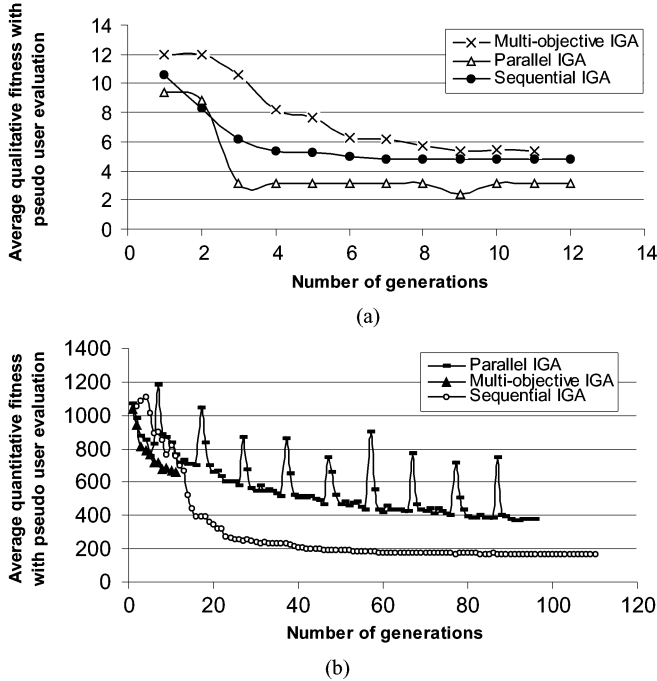 Average qualitative fitness with
pseudo user evaluation
14
12
10
8
6
4
2
0
Multi-objective IGA
Parallel IGA
Sequential IGA
0 2 4 6 8 10 12 14
Number of generations
(a)
Average quantitative fitness
with pseudo user evaluation
1400
1200
1000
800
600
400
200
0
Parallel IGA
Multi-objective IGA
Sequential IGA
0 20 40 60 80 100 120
Number of generations
(b)